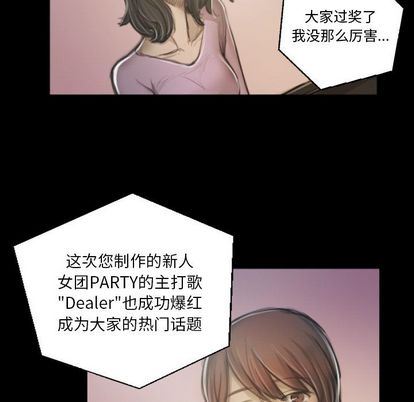 大家过奖了
我没那么厉害...
这次您制作的新人
女团PARTY的主打歌
"Dealer"也成功爆红
成为大家的热门话题